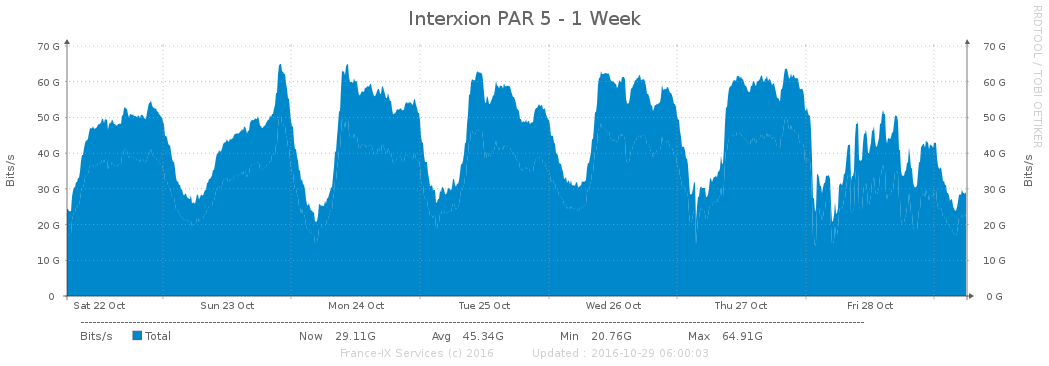 Interxion PAR 5 - 1 Week
RRDTOOL / TOBI OETIKER
70 G 70 G
60 G 60 G
50 G 50 G
40 G 40 G
30 G 30 G
20 G 20 G
10 G 10 G
0 0 G
Bits/s
Bits/s
Sat 22 Oct Sun 23 Oct Mon 24 Oct Tue 25 Oct Wed 26 Oct Thu 27 Oct Fri 28 Oct
Bits/s Total Now 29.11G Avg 45.34G Min 20.76G Max 64.91G
France-IX Services (c) 2016 Updated : 2016-10-29 06:00:03